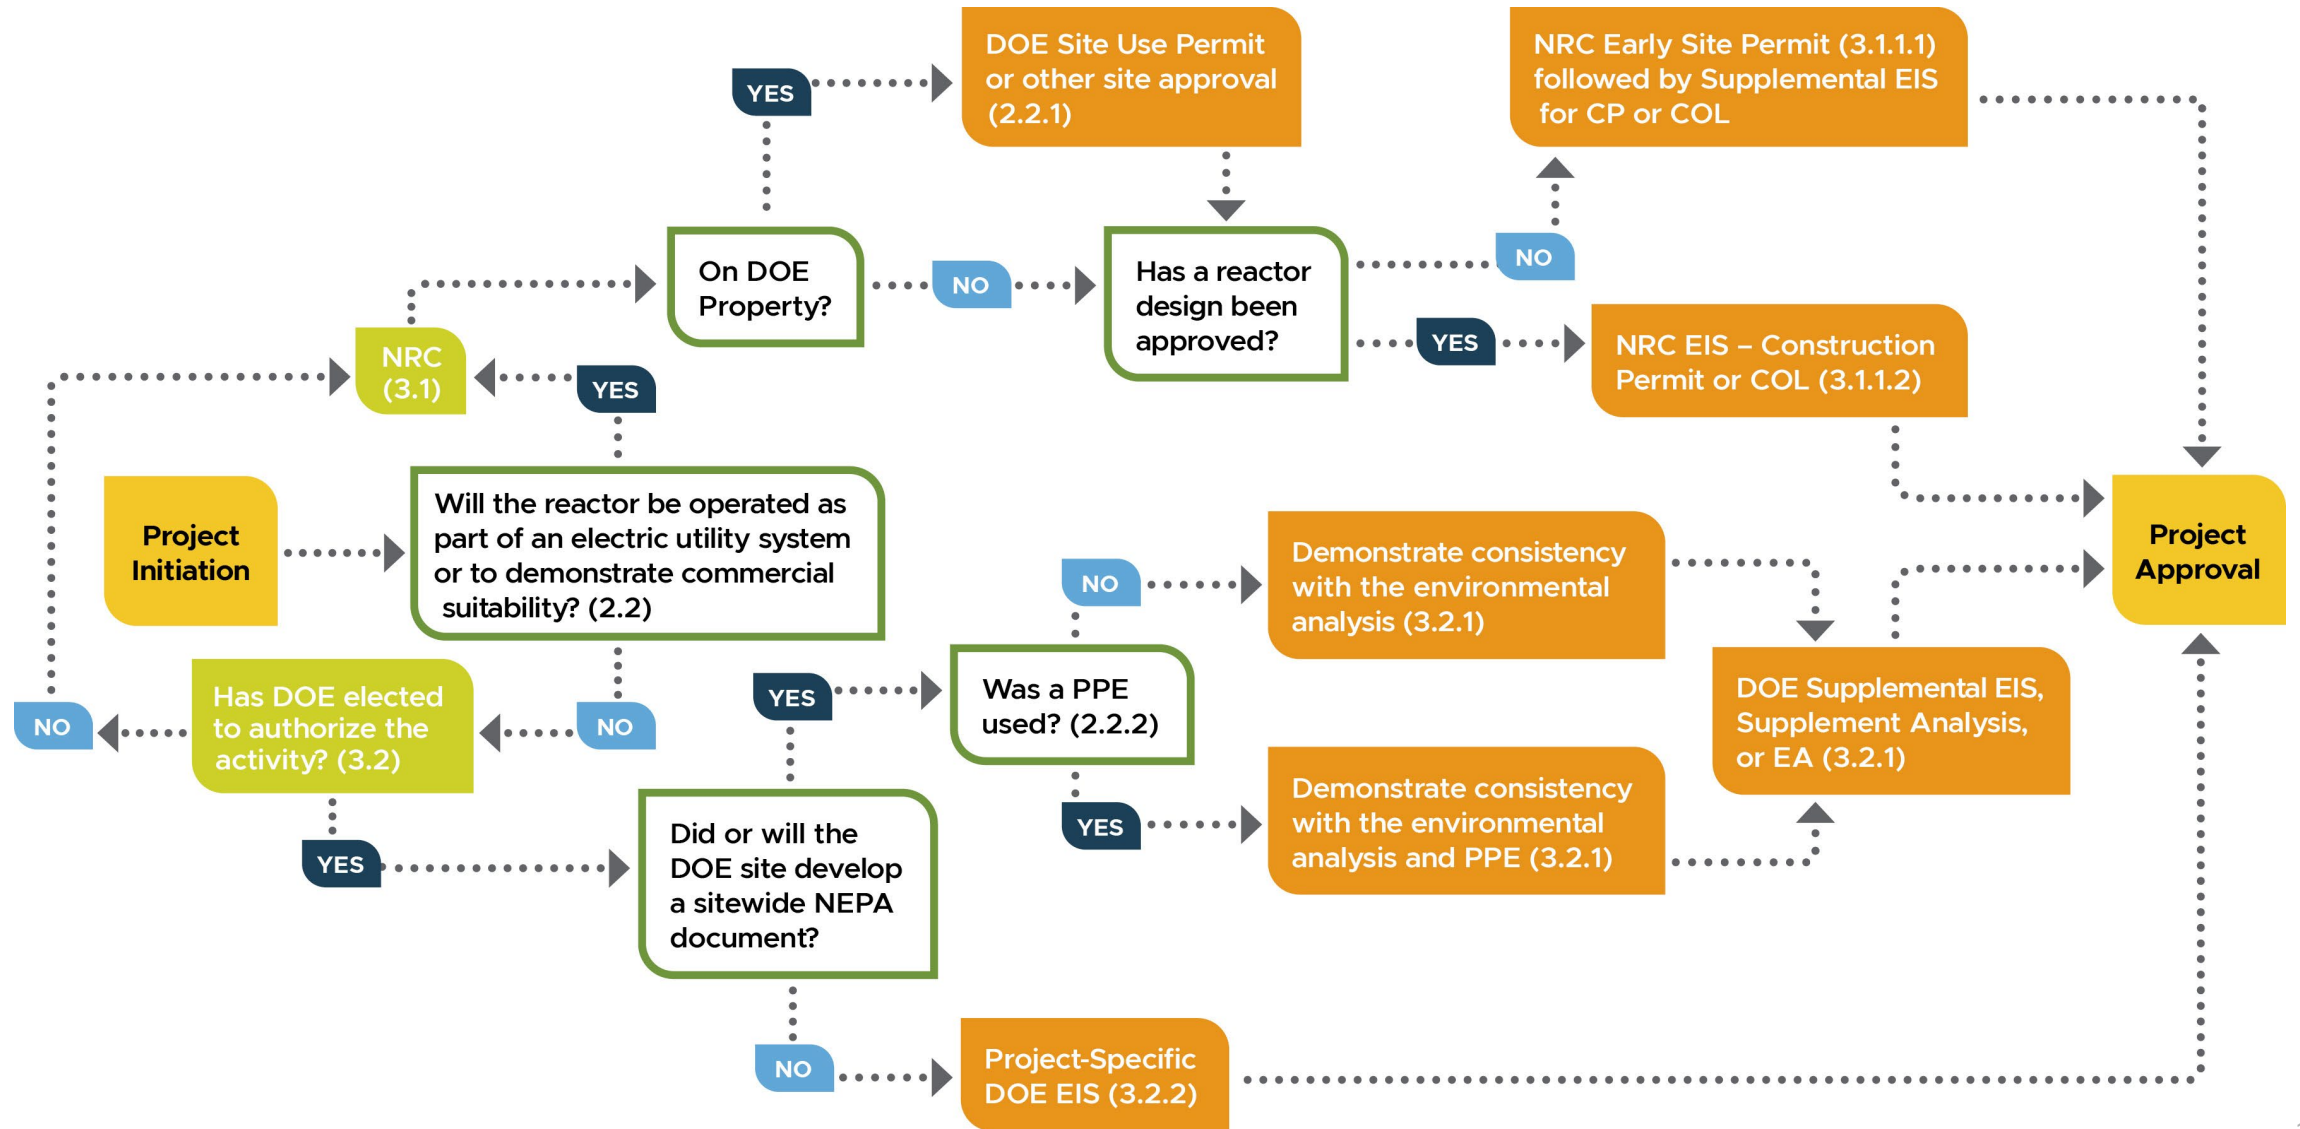 DOE Site Use Permit
or other site approval
(2.2.1)
NRC Early Site Permit (3.1.1.1)
followed by Supplemental EIS
for CP or COL
YES
On DOE
Property?
NO
Has a reactor
design been
approved?
NO
YES
NRC EIS – Construction
Permit or COL (3.1.1.2)
NRC
(3.1)
YES
Project
Initiation
Will the reactor be operated as
part of an electric utility system
or to demonstrate commercial
suitability? (2.2)
NO
Has DOE elected
to authorize the
activity? (3.2)
NO
YES
Did or will the
DOE site develop
a sitewide NEPA
document?
YES
Was a PPE
used? (2.2.2)
NO
Demonstrate consistency
with the environmental
analysis (3.2.1)
YES
Demonstrate consistency
with the environmental
analysis and PPE (3.2.1)
DOE Supplemental EIS,
Supplement Analysis,
or EA (3.2.1)
Project
Approval
NO
Project-Specific
DOE EIS (3.2.2)